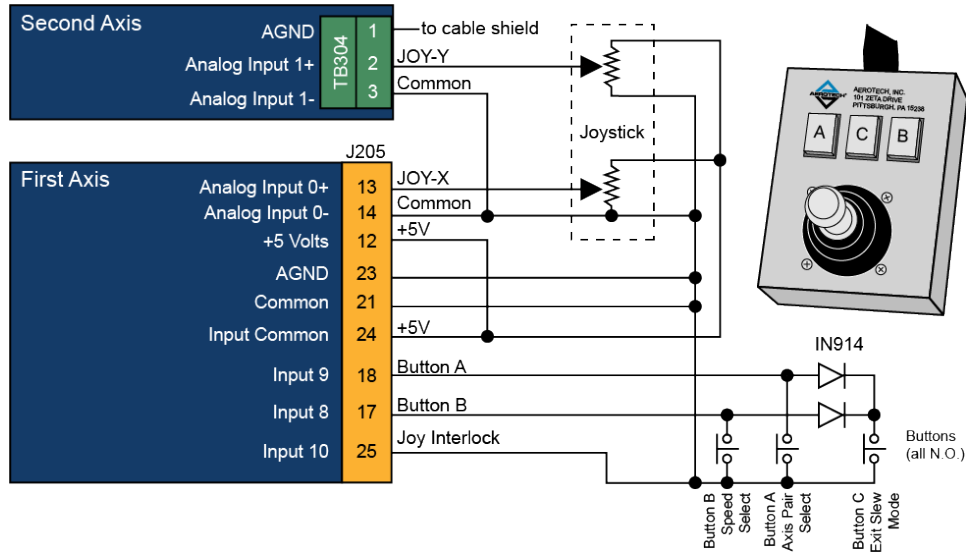 Second Axis
AGND 1 to cable shield
Analog Input 1+ 2 JOY-Y
Analog Input 1- 3 Common
TB304
Joystick
J205
First Axis
Analog Input 0+ 13 JOY-X
Analog Input 0- 14 Common
+5 Volts 12 +5V
AGND 23
Common 21
Input Common 24 +5V
Input 9 18 Button A
Input 8 17 Button B
Input 10 25 Joy Interlock
IN914
Buttons
(all N.O.)
Button B
Speed
Select
Button A
Axis Pair
Select
Button C
Exit Slew
Mode
AEROTECH
AEROTECH, INC.
101 ZETA DRIVE
PITTSBURGH, PA 15238
A C B